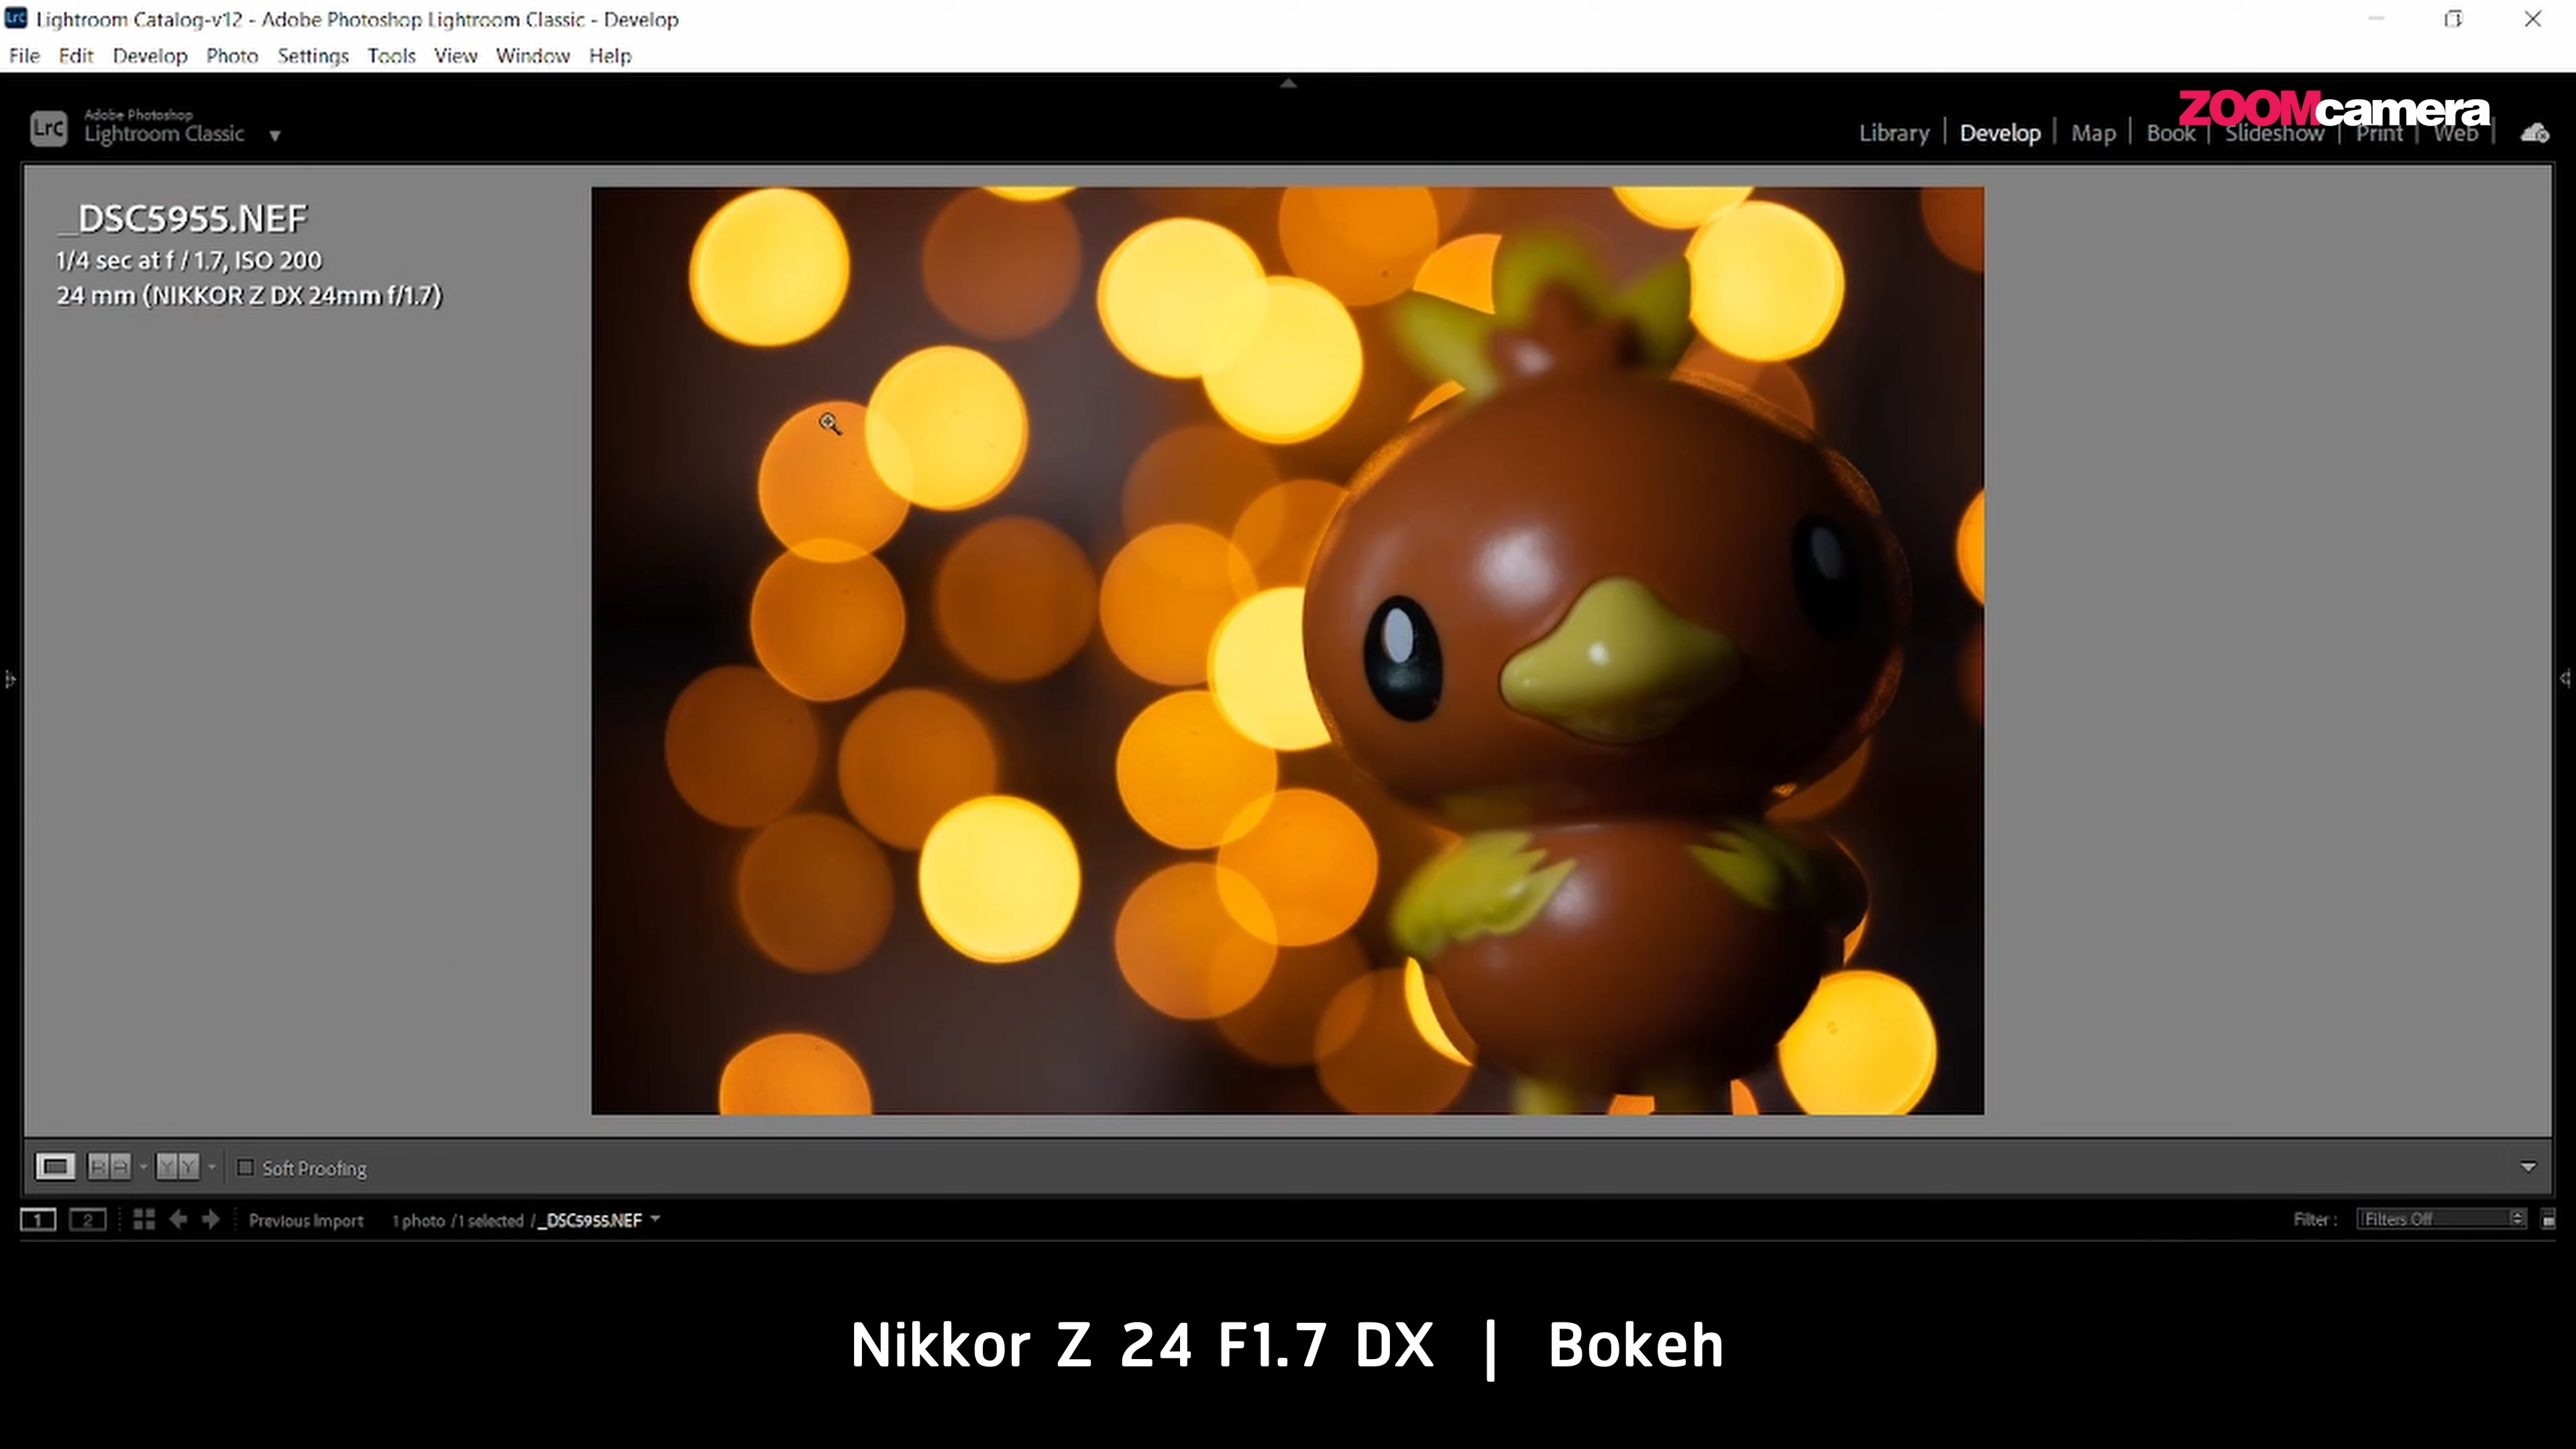 Lightroom Catalog-v12 - Adobe Photoshop Lightroom Classic - Develop
File Edit Develop Photo Settings Tools View Window Help
ZOOMcamera
Lrc Adobe Photoshop
Lightroom Classic
Library | Develop | Map | Book | Slideshow | Print | Web |
_DSC5955.NEF
1/4 sec at f / 1.7, ISO 200
24 mm (NIKKOR Z DX 24mm f/1.7)
R A Y Y Soft Proofing
1 2 Previous Import 1 photo / 1 selected / _DSC5955.NEF Filter : Filters Off
Nikkor Z 24 F1.7 DX | Bokeh